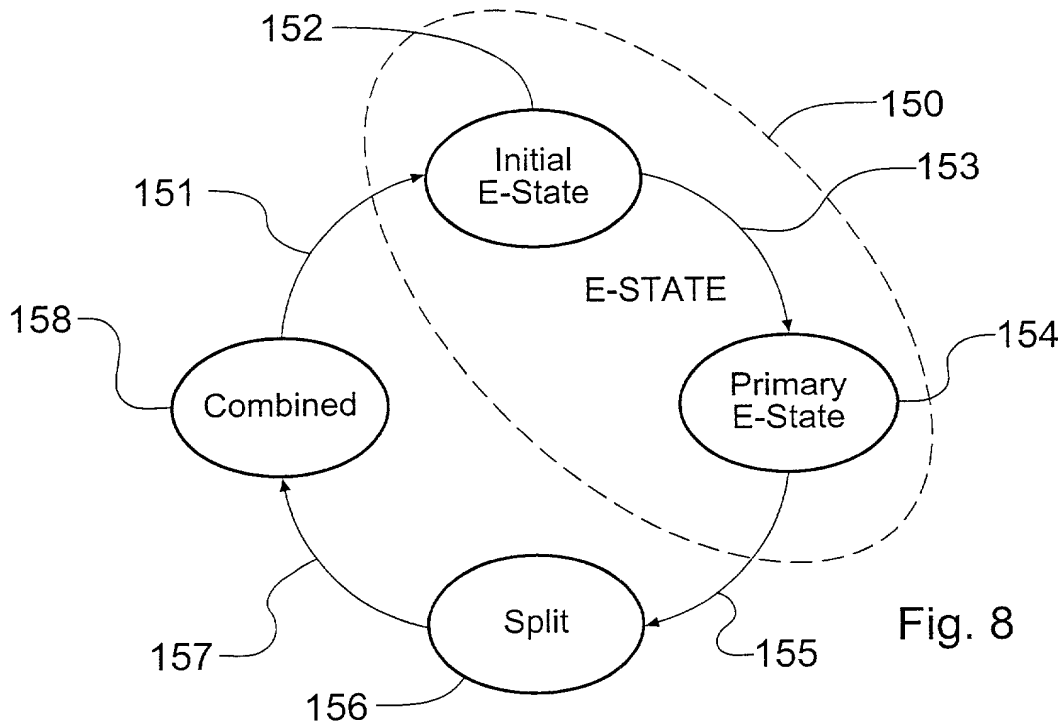 152
150
153
Initial
E-State
151
E-STATE
158
154
Primary
E-State
Combined
Split
Fig. 8
155
157
156